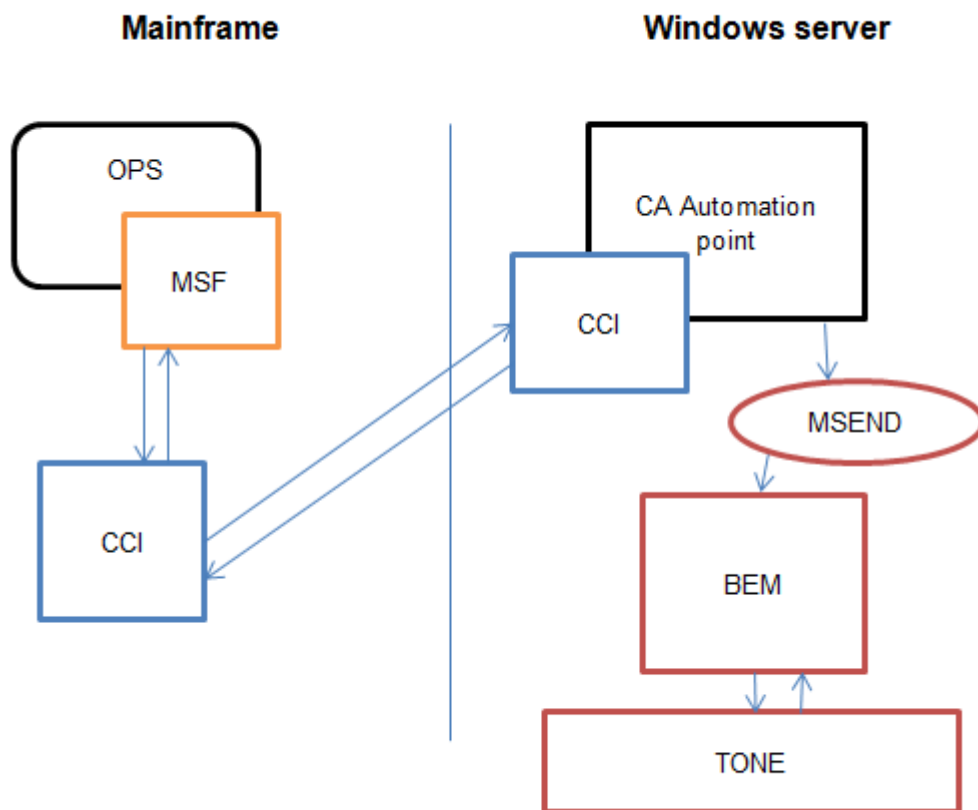 Mainframe
Windows server
OPS
MSF
CCI
CA Automation
point
CCI
MSEND
BEM
TONE